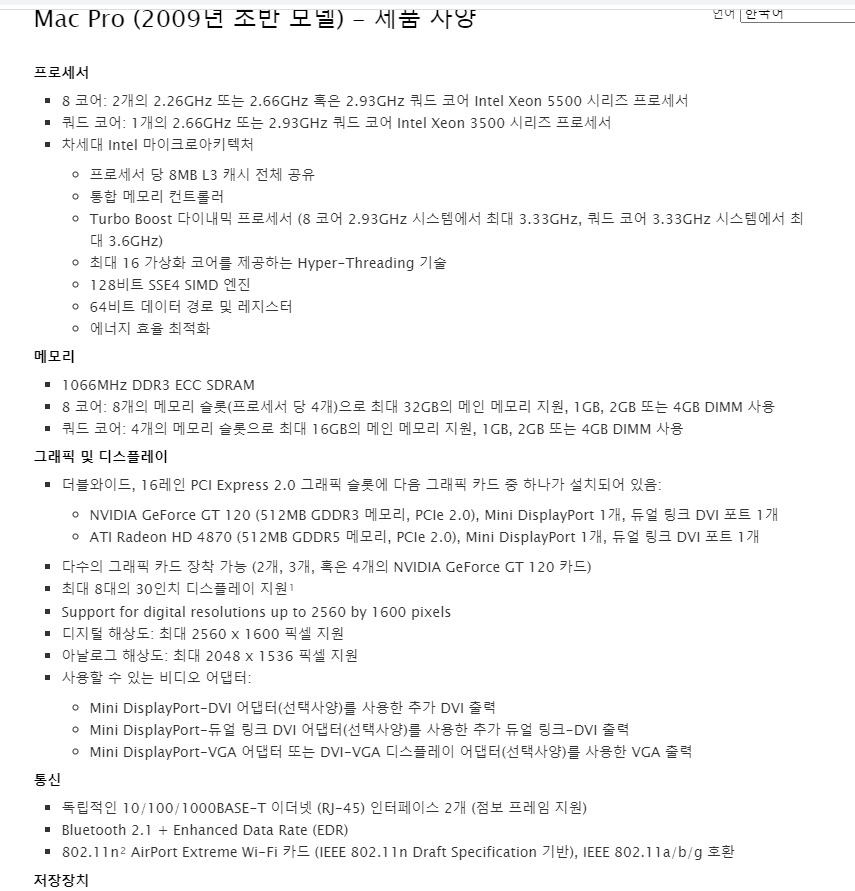 Mac Pro (2009년 조반 모델) – 제품 사양
언어 한국어
프로세서
8 코어: 2개의 2.26GHz 또는 2.66GHz 혹은 2.93GHz 쿼드 코어 Intel Xeon 5500 시리즈 프로세서
쿼드 코어: 1개의 2.66GHz 또는 2.93GHz 쿼드 코어 Intel Xeon 3500 시리즈 프로세서
차세대 Intel 마이크로아키텍처
프로세서 당 8MB L3 캐시 전체 공유
통합 메모리 컨트롤러
Turbo Boost 다이내믹 프로세서 (8 코어 2.93GHz 시스템에서 최대 3.33GHz, 쿼드 코어 3.33GHz 시스템에서 최
대 3.6GHz)
최대 16 가상화 코어를 제공하는 Hyper-Threading 기술
128비트 SSE4 SIMD 엔진
64비트 데이터 경로 및 레지스터
에너지 효율 최적화
메모리
1066MHz DDR3 ECC SDRAM
8 코어: 8개의 메모리 슬롯(프로세서 당 4개)으로 최대 32GB의 메인 메모리 지원, 1GB, 2GB 또는 4GB DIMM 사용
쿼드 코어: 4개의 메모리 슬롯으로 최대 16GB의 메인 메모리 지원, 1GB, 2GB 또는 4GB DIMM 사용
그래픽 및 디스플레이
더블와이드, 16레인 PCI Express 2.0 그래픽 슬롯에 다음 그래픽 카드 중 하나가 설치되어 있음:
NVIDIA GeForce GT 120 (512MB GDDR3 메모리, PCIe 2.0), Mini DisplayPort 1개, 듀얼 링크 DVI 포트 1개
ATI Radeon HD 4870 (512MB GDDR5 메모리, PCIe 2.0), Mini DisplayPort 1개, 듀얼 링크 DVI 포트 1개
다수의 그래픽 카드 장착 가능 (2개, 3개, 혹은 4개의 NVIDIA GeForce GT 120 카드)
최대 8대의 30인치 디스플레이 지원1
Support for digital resolutions up to 2560 by 1600 pixels
디지털 해상도: 최대 2560 x 1600 픽셀 지원
아날로그 해상도: 최대 2048 x 1536 픽셀 지원
사용할 수 있는 비디오 어댑터:
Mini DisplayPort-DVI 어댑터(선택사양)를 사용한 추가 DVI 출력
Mini DisplayPort-듀얼 링크 DVI 어댑터(선택사양)를 사용한 추가 듀얼 링크-DVI 출력
Mini DisplayPort-VGA 어댑터 또는 DVI-VGA 디스플레이 어댑터(선택사양)를 사용한 VGA 출력
통신
독립적인 10/100/1000BASE-T 이더넷 (RJ-45) 인터페이스 2개 (점보 프레임 지원)
Bluetooth 2.1 + Enhanced Data Rate (EDR)
802.11n2 AirPort Extreme Wi-Fi 카드 (IEEE 802.11n Draft Specification 기반), IEEE 802.11a/b/g 호환
저장장치